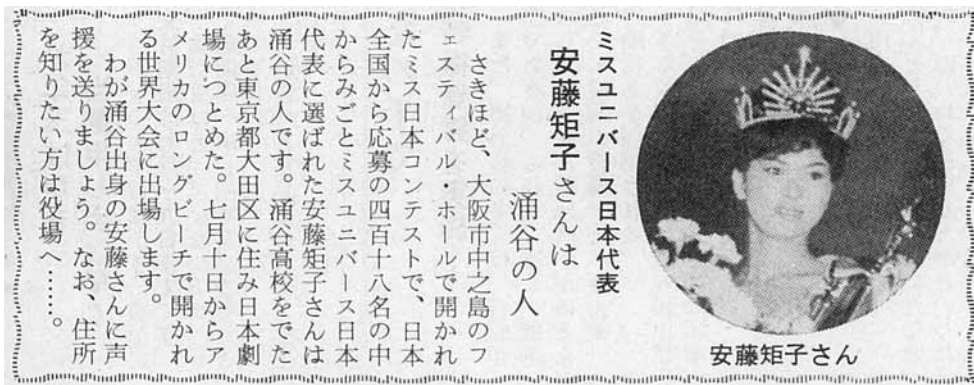 ミスユニバース日本代表
安藤矩子さんは
涌谷の人
さきほど、大阪市中之島のフ
ェスティバル・ホールで開かれ
たミス日本コンテストで、日本
全国から応募の四百十八名の中
からみごとミスユニバース日本
代表に選ばれた安藤矩子さんは
涌谷の人です。涌谷高校をでた
あと東京都大田区に住み日本劇
場につとめた。七月十日からア
メリカのロングビーチで開かれ
る世界大会に出場します。
わが涌谷出身の安藤さんに声
援を送りましょう。なお、住所
を知りたい方は役場へ……。
安藤矩子さん